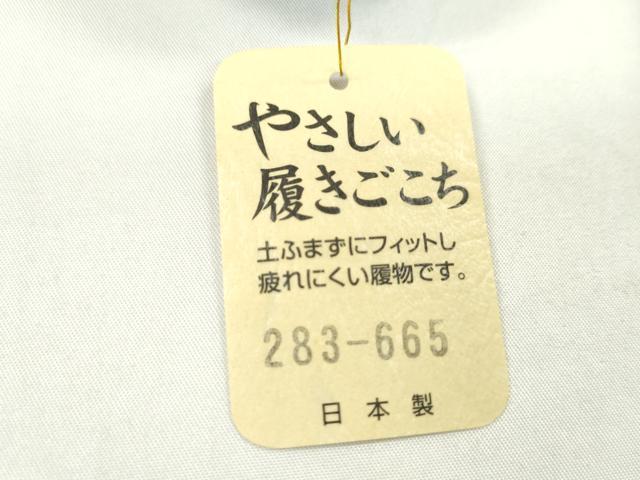 やさしい
履きごこち
土ふまずにフィットし
疲れにくい履物です。
283-665
日本製